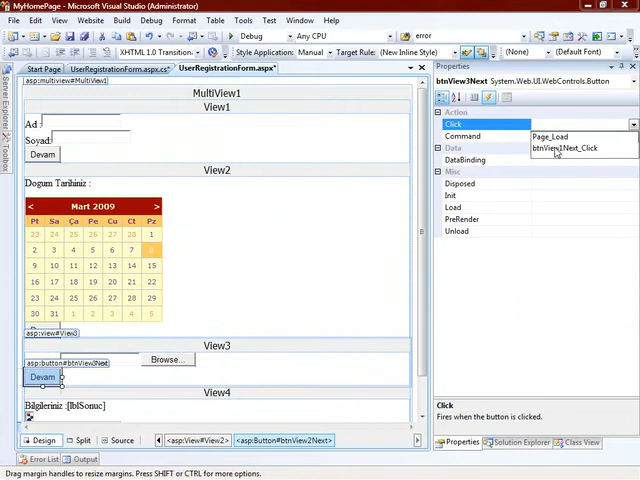 MyHomePage - Microsoft Visual Studio (Administrator)
File Edit View Website Build Debug Format Table Tools Test Window Help
Debug Any CPU error
XHTML 1.0 Transition Style Application: Manual Target Rule: (New Inline Style) (None) (Default Font)
Start Page UserRegistrationForm.aspx.cs* UserRegistrationForm.aspx*
Server Explorer
Toolbox
asp:multiview#MultiView1
MultiView1
View1
Ad :
Soyad:
Devam
View2
Dogum Tarihiniz :
< Mart 2009 >
Pt Sa Ça Pe Cu Ct Pz
23 24 25 26 27 28 1
2 3 4 5 6 7 8
9 10 11 12 13 14 15
16 17 18 19 20 21 22
23 24 25 26 27 28 29
30 31 1 2 3 4 5
asp:view#View3
View3
Browse...
asp:button#btnView3Next
Devam
View4
Bilgileriniz :[lblSonuc]
Design Split Source <asp:View#View2> <asp:Button#btnView2Next>
Properties
btnView3Next System.Web.UI.WebControls.Button
Action
Click
Command
Page_Load
btnView1Next_Click
Data
DataBinding
Misc
Disposed
Init
Load
PreRender
Unload
Click
Fires when the button is clicked.
Properties Solution Explorer Class View
Error List Output
Drag margin handles to resize margins. Press SHIFT or CTRL for more options.